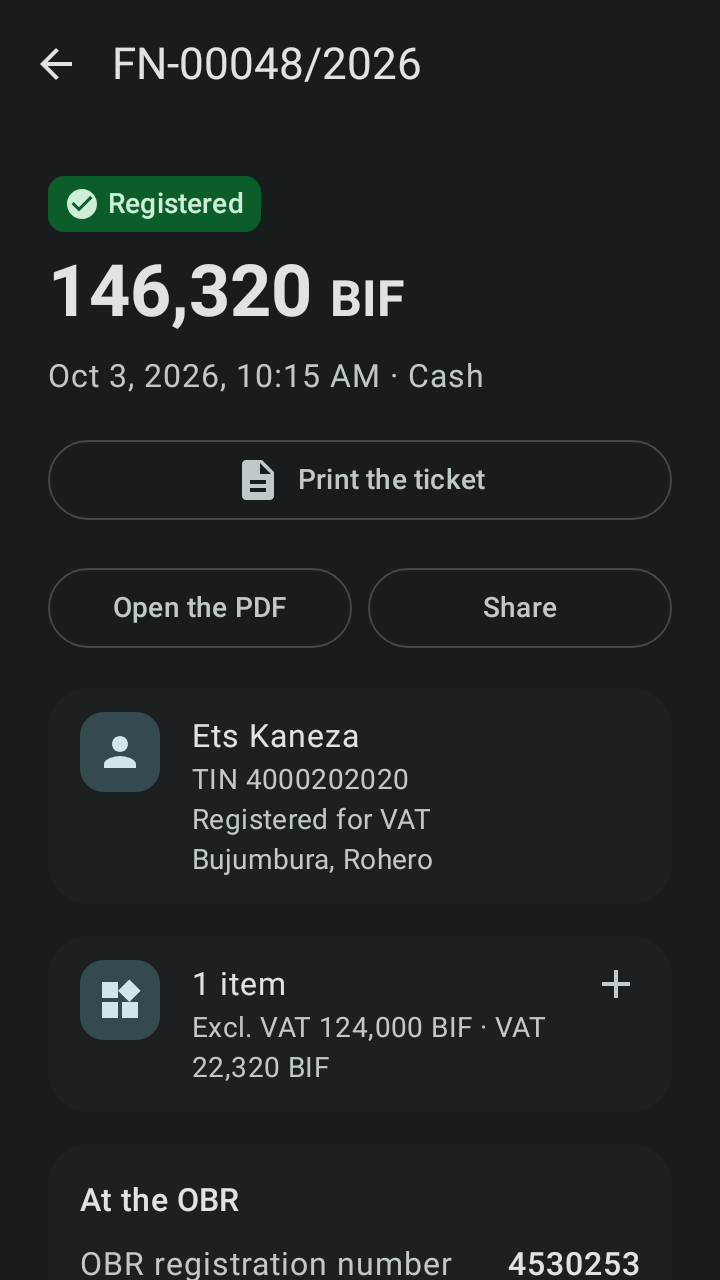 FN-00048/2026
Registered
146,320 BIF
Oct 3, 2026, 10:15 AM · Cash
Print the ticket
Open the PDF
Share
Ets Kaneza
TIN 4000202020
Registered for VAT
Bujumbura, Rohero
1 item
Excl. VAT 124,000 BIF · VAT
22,320 BIF
At the OBR
OBR registration number 4530253